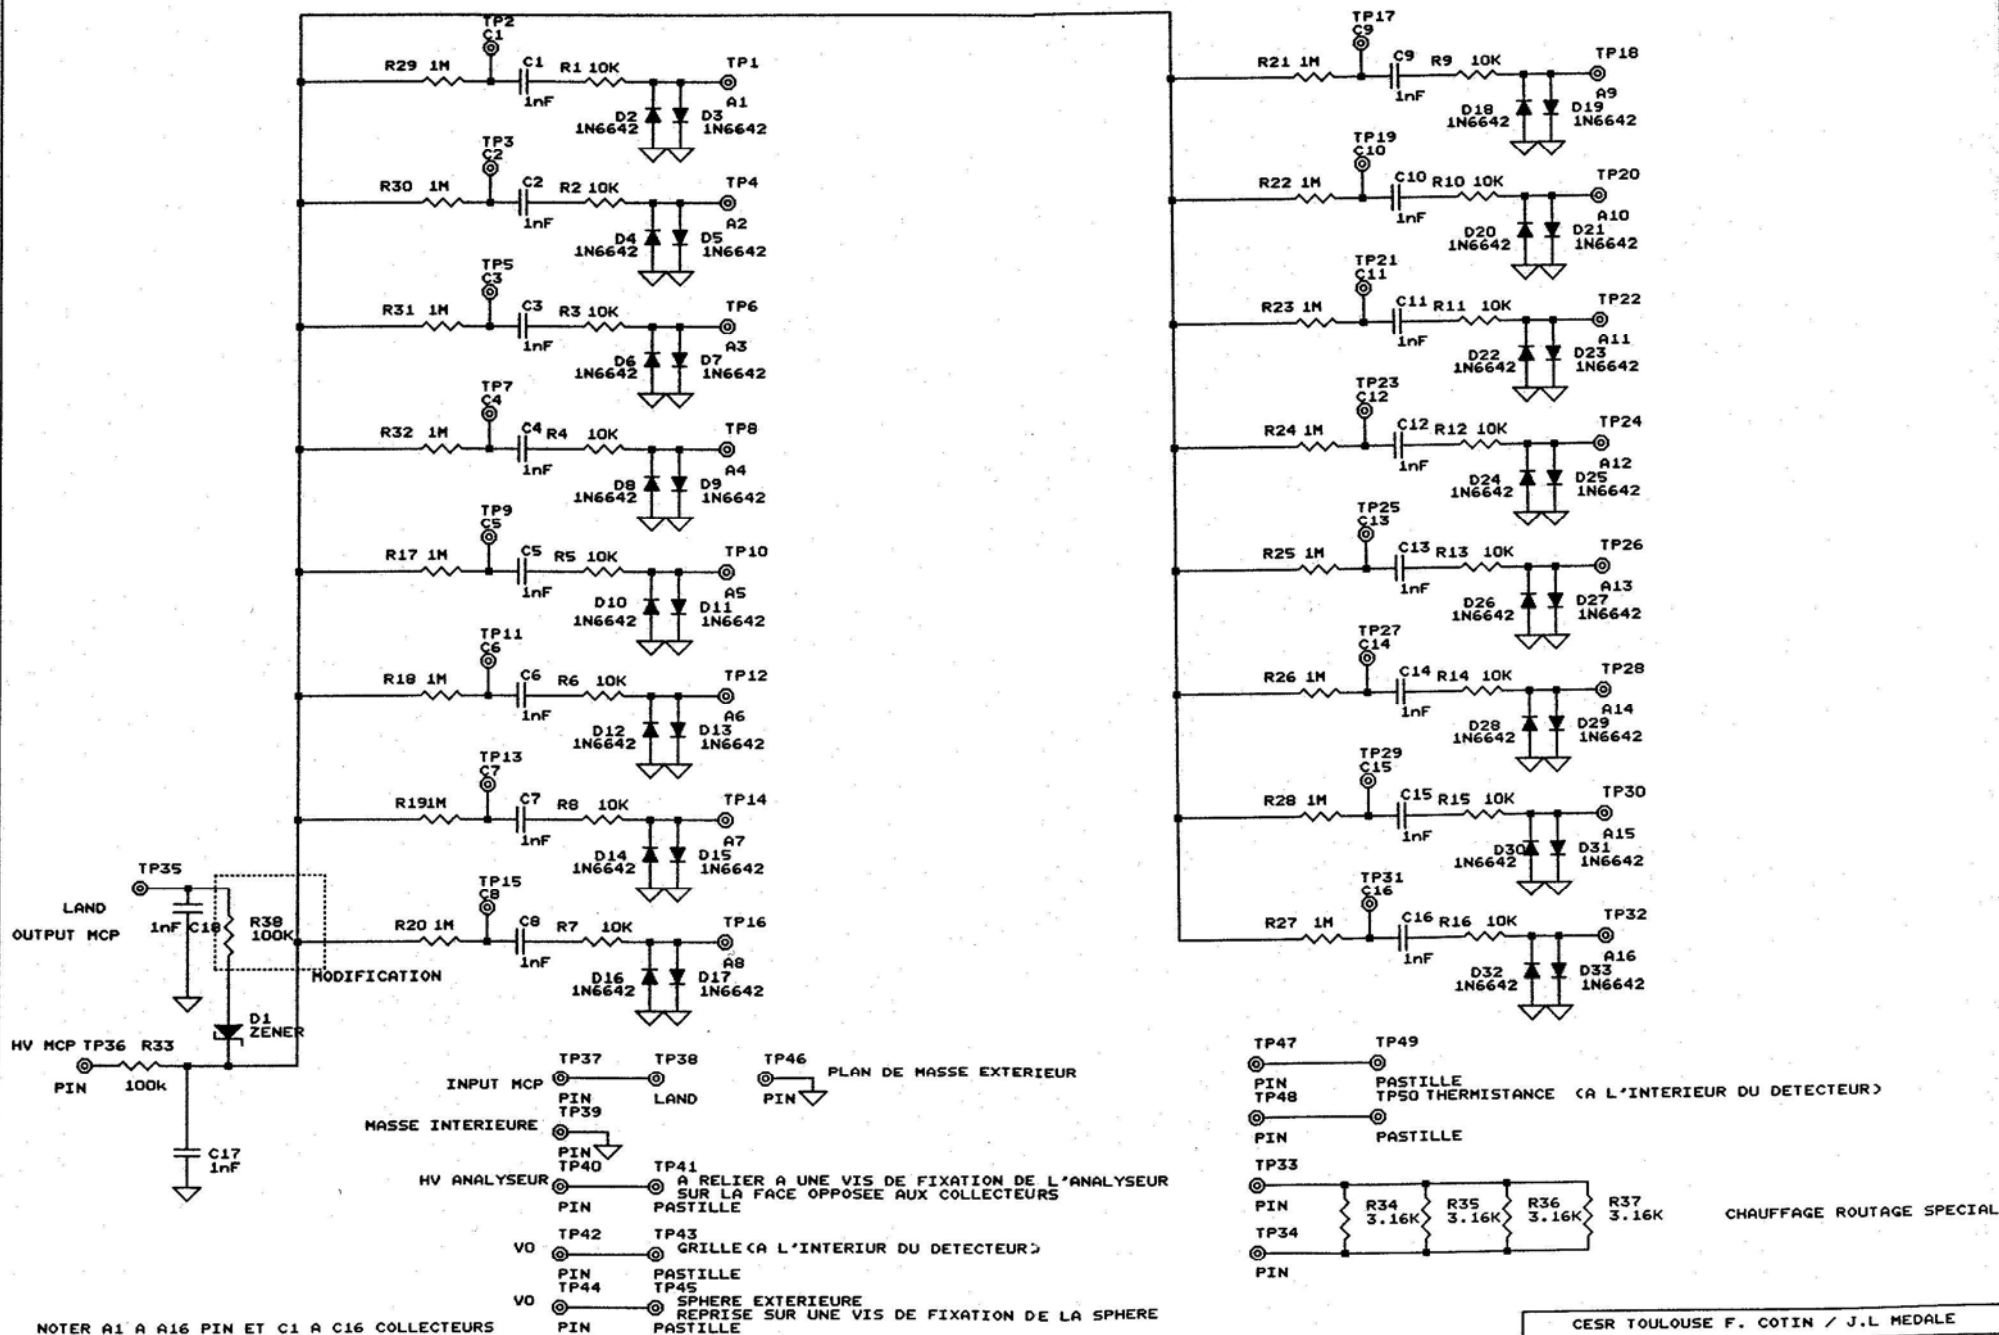 TP2
C1
R29 1M
C1
1nF
R1 10K
TP1
A1
D2
1N6642
D3
1N6642
TP3
C2
R30 1M
C2
1nF
R2 10K
TP4
A2
D4
1N6642
D5
1N6642
TP5
C3
R31 1M
C3
1nF
R3 10K
TP6
A3
D6
1N6642
D7
1N6642
TP7
C4
R32 1M
C4
1nF
R4 10K
TP8
A4
D8
1N6642
D9
1N6642
TP9
C5
R17 1M
C5
1nF
R5 10K
TP10
A5
D10
1N6642
D11
1N6642
TP11
C6
R18 1M
C6
1nF
R6 10K
TP12
A6
D12
1N6642
D13
1N6642
TP13
C7
R19 1M
C7
1nF
R8 10K
TP14
A7
D14
1N6642
D15
1N6642
TP15
C8
R20 1M
C8
1nF
R7 10K
TP16
A8
D16
1N6642
D17
1N6642
TP17
C9
R21 1M
C9
1nF
R9 10K
TP18
A9
D18
1N6642
D19
1N6642
TP19
C10
R22 1M
C10
1nF
R10 10K
TP20
A10
D20
1N6642
D21
1N6642
TP21
C11
R23 1M
C11
1nF
R11 10K
TP22
A11
D22
1N6642
D23
1N6642
TP23
C12
R24 1M
C12
1nF
R12 10K
TP24
A12
D24
1N6642
D25
1N6642
TP25
C13
R25 1M
C13
1nF
R13 10K
TP26
A13
D26
1N6642
D27
1N6642
TP27
C14
R26 1M
C14
1nF
R14 10K
TP28
A14
D28
1N6642
D29
1N6642
TP29
C15
R28 1M
C15
1nF
R15 10K
TP30
A15
D30
1N6642
D31
1N6642
TP31
C16
R27 1M
C16
1nF
R16 10K
TP32
A16
D32
1N6642
D33
1N6642
TP35
LAND
OUTPUT MCP
1nF C18
R38
100K
MODIFICATION
D1
ZENER
HV MCP TP36 R33
PIN 100k
C17
1nF
TP37 TP38
INPUT MCP
PIN LAND
TP46
PLAN DE MASSE EXTERIEUR
PIN
TP39
MASSE INTERIEURE
PIN
TP40 TP41
HV ANALYSEUR
A RELIER A UNE VIS DE FIXATION DE L'ANALYSEUR
SUR LA FACE OPPOSEE AUX COLLECTEURS
PIN PASTILLE
TP42 TP43
VO
GRILLE(A L'INTERIUR DU DETECTEUR)
PIN PASTILLE
TP44 TP45
VO
SPHERE EXTERIEURE
REPRISE SUR UNE VIS DE FIXATION DE LA SPHERE
PIN PASTILLE
TP47 TP49
PIN PASTILLE
TP48 TP50 THERMISTANCE (A L'INTERIEUR DU DETECTEUR)
PIN PASTILLE
TP33
PIN
R34
3.16K
R35
3.16K
R36
3.16K
R37
3.16K
CHAUFFAGE ROUTAGE SPECIAL
TP34
PIN
NOTER A1 A A16 PIN ET C1 A C16 COLLECTEURS
CESR TOULOUSE F. COTIN / J.L MEDALE